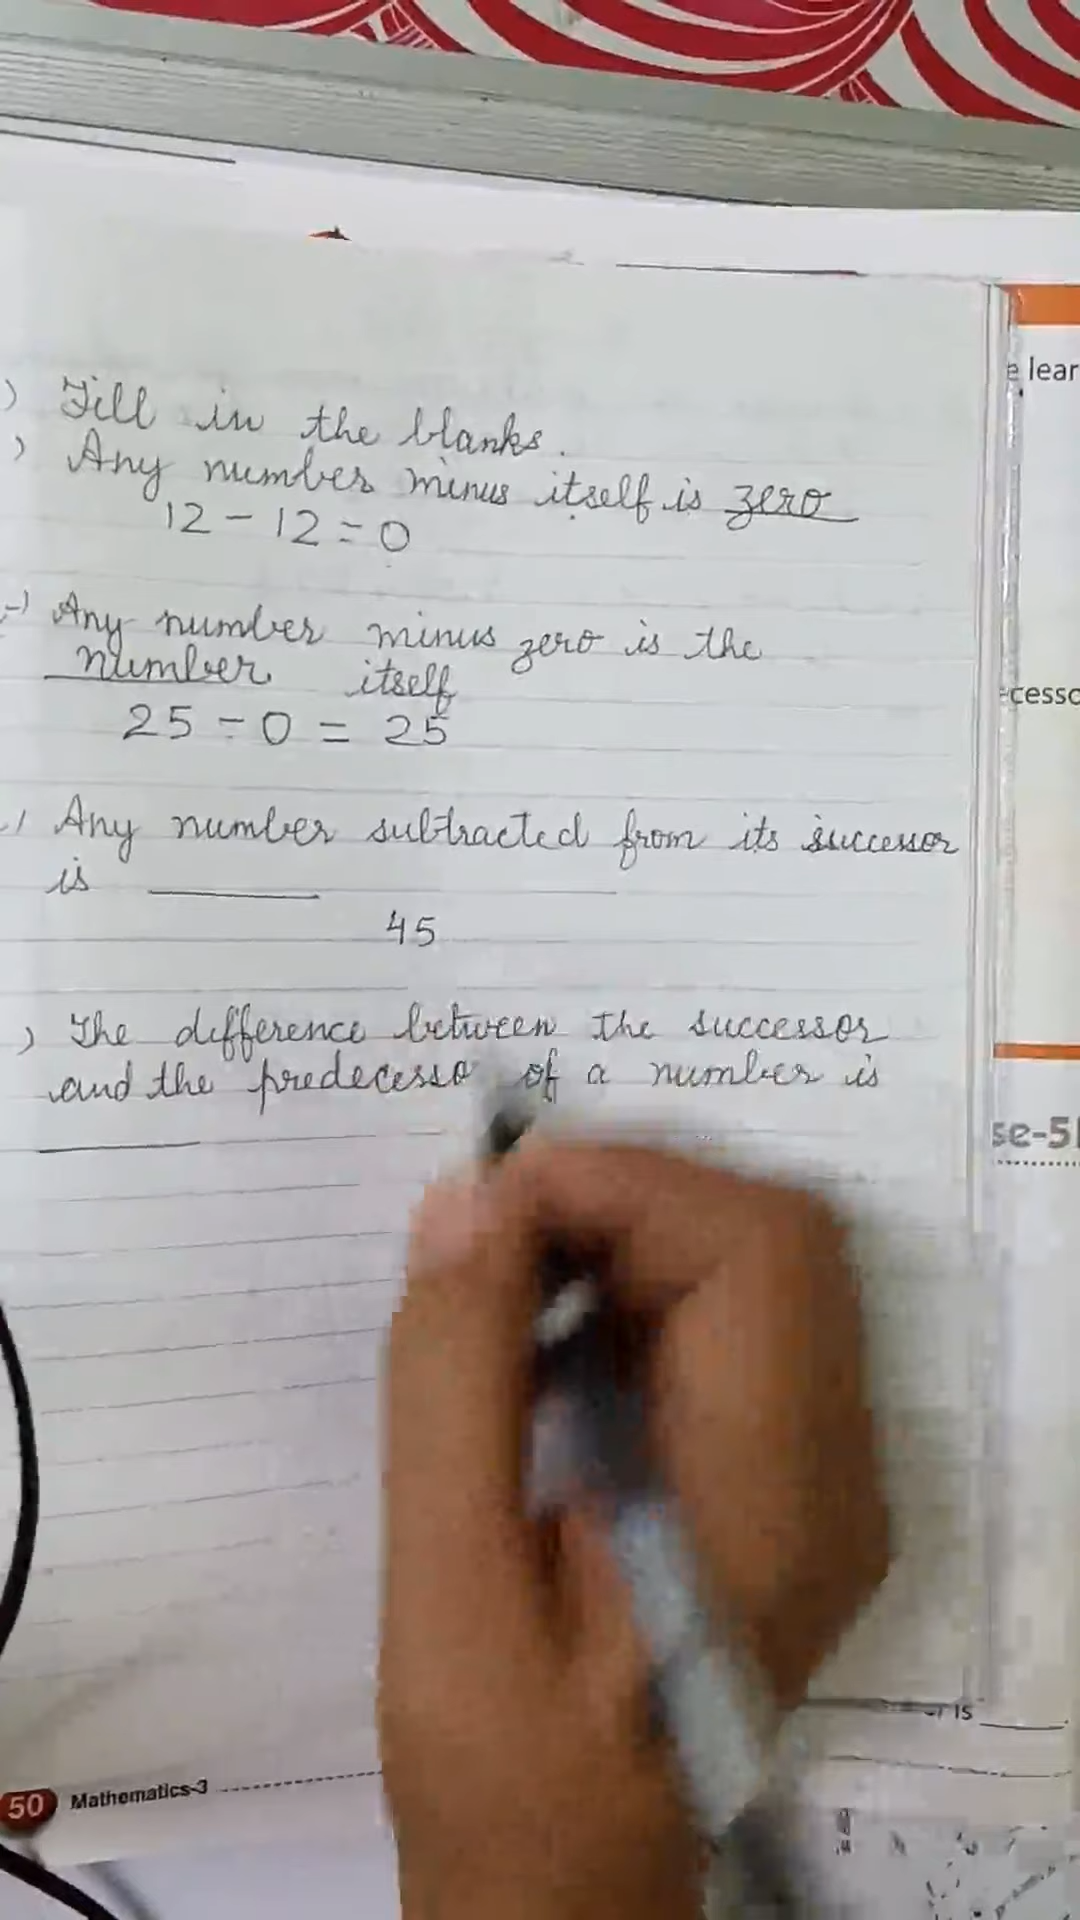 ) Fill in the blanks.
) Any number minus itself is zero
12 - 12 = 0
-) Any number minus zero is the
number itself
25 - 0 = 25
Any number subtracted from its successor
is
45
) The difference between the successor
and the predecesso of a number is
50 Mathematics-3
e lear
cesso
se-5
is